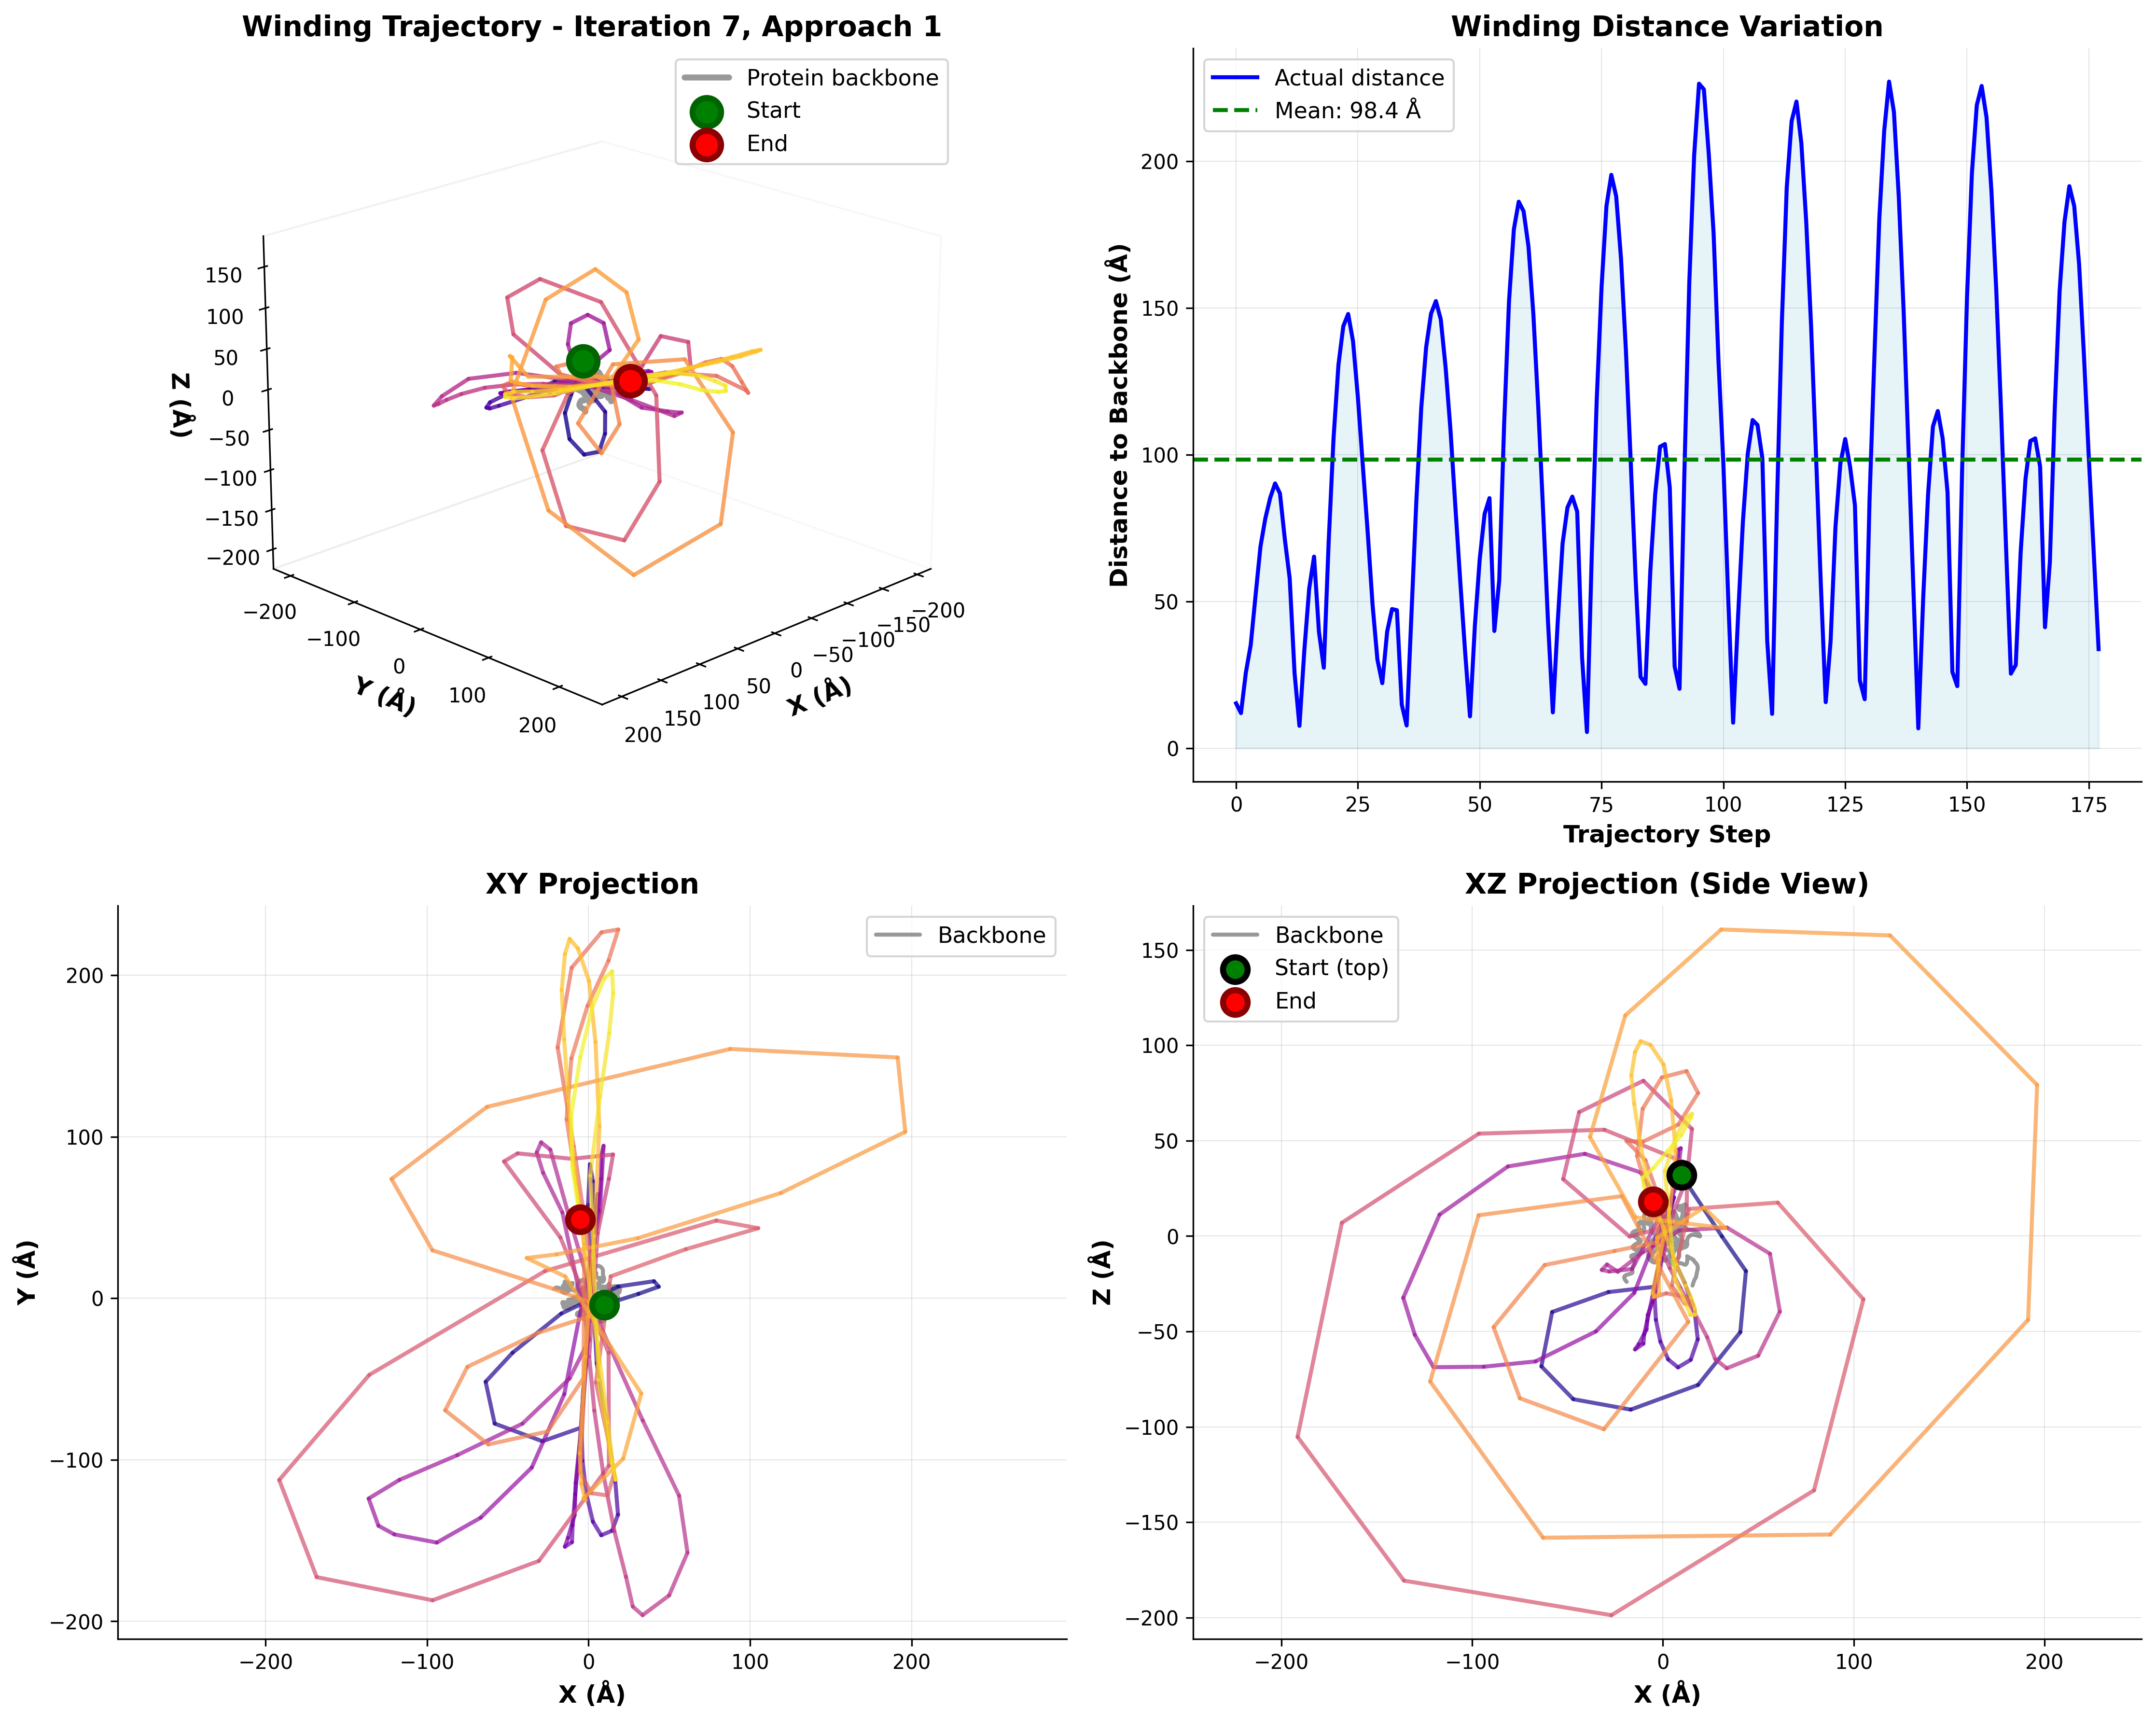 Winding Trajectory - Iteration 7, Approach 1
Protein backbone
Start
End
150
100
50
0
−50
−100
−150
−200
Z (Å)
−200
−100
0
100
200
Y (Å)
200
150
100
50
0
−50
−100
−150
−200
X (Å)
Winding Distance Variation
Actual distance
Mean: 98.4 Å
Distance to Backbone (Å)
200
150
100
50
0
0
25
50
75
100
125
150
175
Trajectory Step
XY Projection
Backbone
Y (Å)
200
100
0
−100
−200
−200
−100
0
100
200
X (Å)
XZ Projection (Side View)
Backbone
Start (top)
End
Z (Å)
150
100
50
0
−50
−100
−150
−200
−200
−100
0
100
200
X (Å)